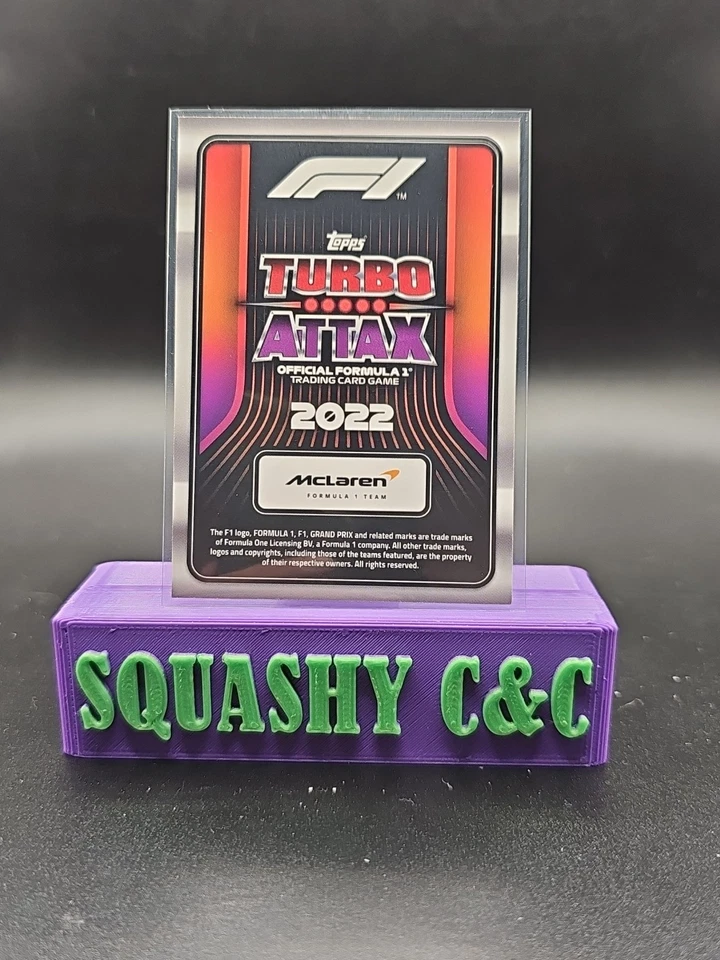 F1 TM
Topps
TURBO
ATTAX
OFFICIAL FORMULA 1®
TRADING CARD GAME
2022
McLaren
FORMULA 1 TEAM
The F1 logo, FORMULA 1, F1, GRAND PRIX and related marks are trade marks
of Formula One Licensing BV, a Formula 1 company. All other trade marks,
logos and copyrights, including those of the teams featured, are the property
of their respective owners. All rights reserved.
SQUASHY C&C